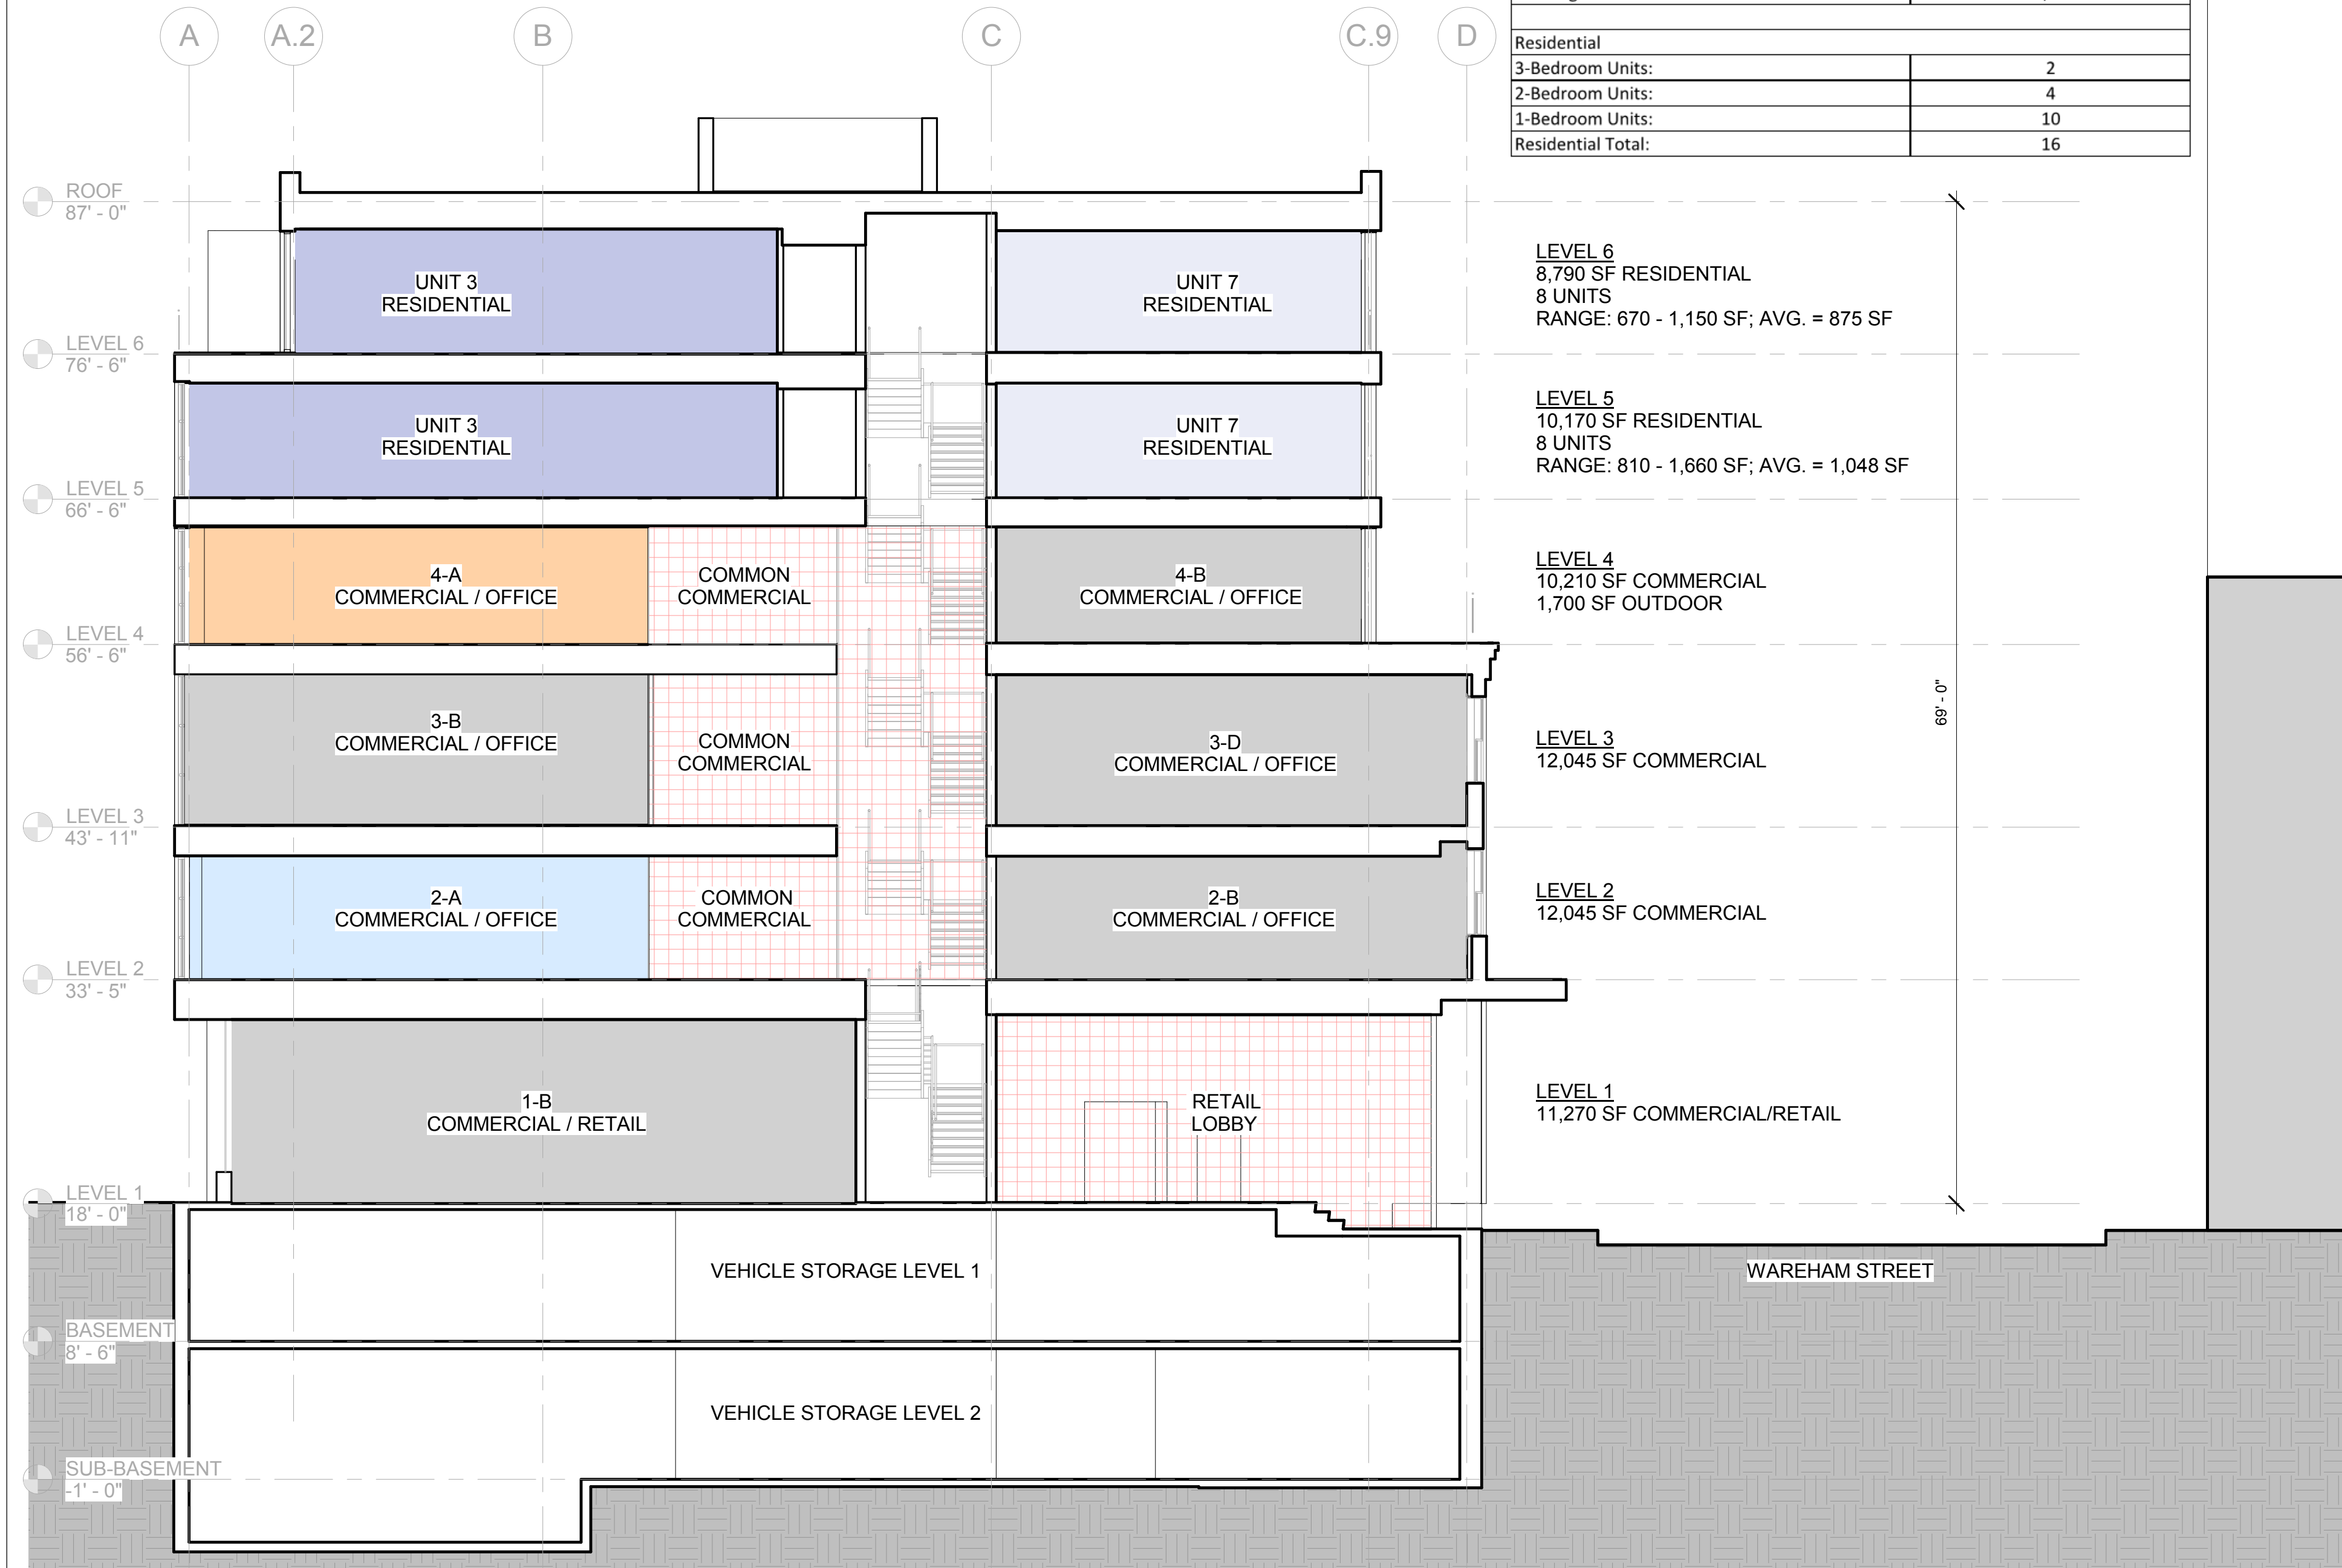 A
A.2
B
C
C.9
D
Residential
3-Bedroom Units: 2
2-Bedroom Units: 4
1-Bedroom Units: 10
Residential Total: 16
ROOF
87' - 0"
UNIT 3
RESIDENTIAL
UNIT 7
RESIDENTIAL
LEVEL 6
8,790 SF RESIDENTIAL
8 UNITS
RANGE: 670 - 1,150 SF; AVG. = 875 SF
LEVEL 6
76' - 6"
UNIT 3
RESIDENTIAL
UNIT 7
RESIDENTIAL
LEVEL 5
10,170 SF RESIDENTIAL
8 UNITS
RANGE: 810 - 1,660 SF; AVG. = 1,048 SF
LEVEL 5
66' - 6"
4-A
COMMERCIAL / OFFICE
COMMON
COMMERCIAL
4-B
COMMERCIAL / OFFICE
LEVEL 4
10,210 SF COMMERCIAL
1,700 SF OUTDOOR
LEVEL 4
56' - 6"
3-B
COMMERCIAL / OFFICE
COMMON
COMMERCIAL
3-D
COMMERCIAL / OFFICE
LEVEL 3
12,045 SF COMMERCIAL
69' - 0"
LEVEL 3
43' - 11"
2-A
COMMERCIAL / OFFICE
COMMON
COMMERCIAL
2-B
COMMERCIAL / OFFICE
LEVEL 2
12,045 SF COMMERCIAL
LEVEL 2
33' - 5"
1-B
COMMERCIAL / RETAIL
RETAIL
LOBBY
LEVEL 1
11,270 SF COMMERCIAL/RETAIL
LEVEL 1
18' - 0"
VEHICLE STORAGE LEVEL 1
WAREHAM STREET
BASEMENT
8' - 6"
VEHICLE STORAGE LEVEL 2
SUB-BASEMENT
-1' - 0"